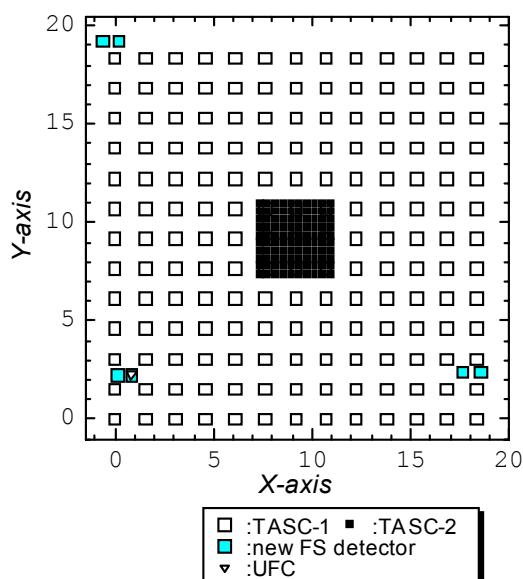 20
15
10
5
0
Y-axis
0 5 10 15 20
X-axis
:TASC-1 :TASC-2
:new FS detector
:UFC